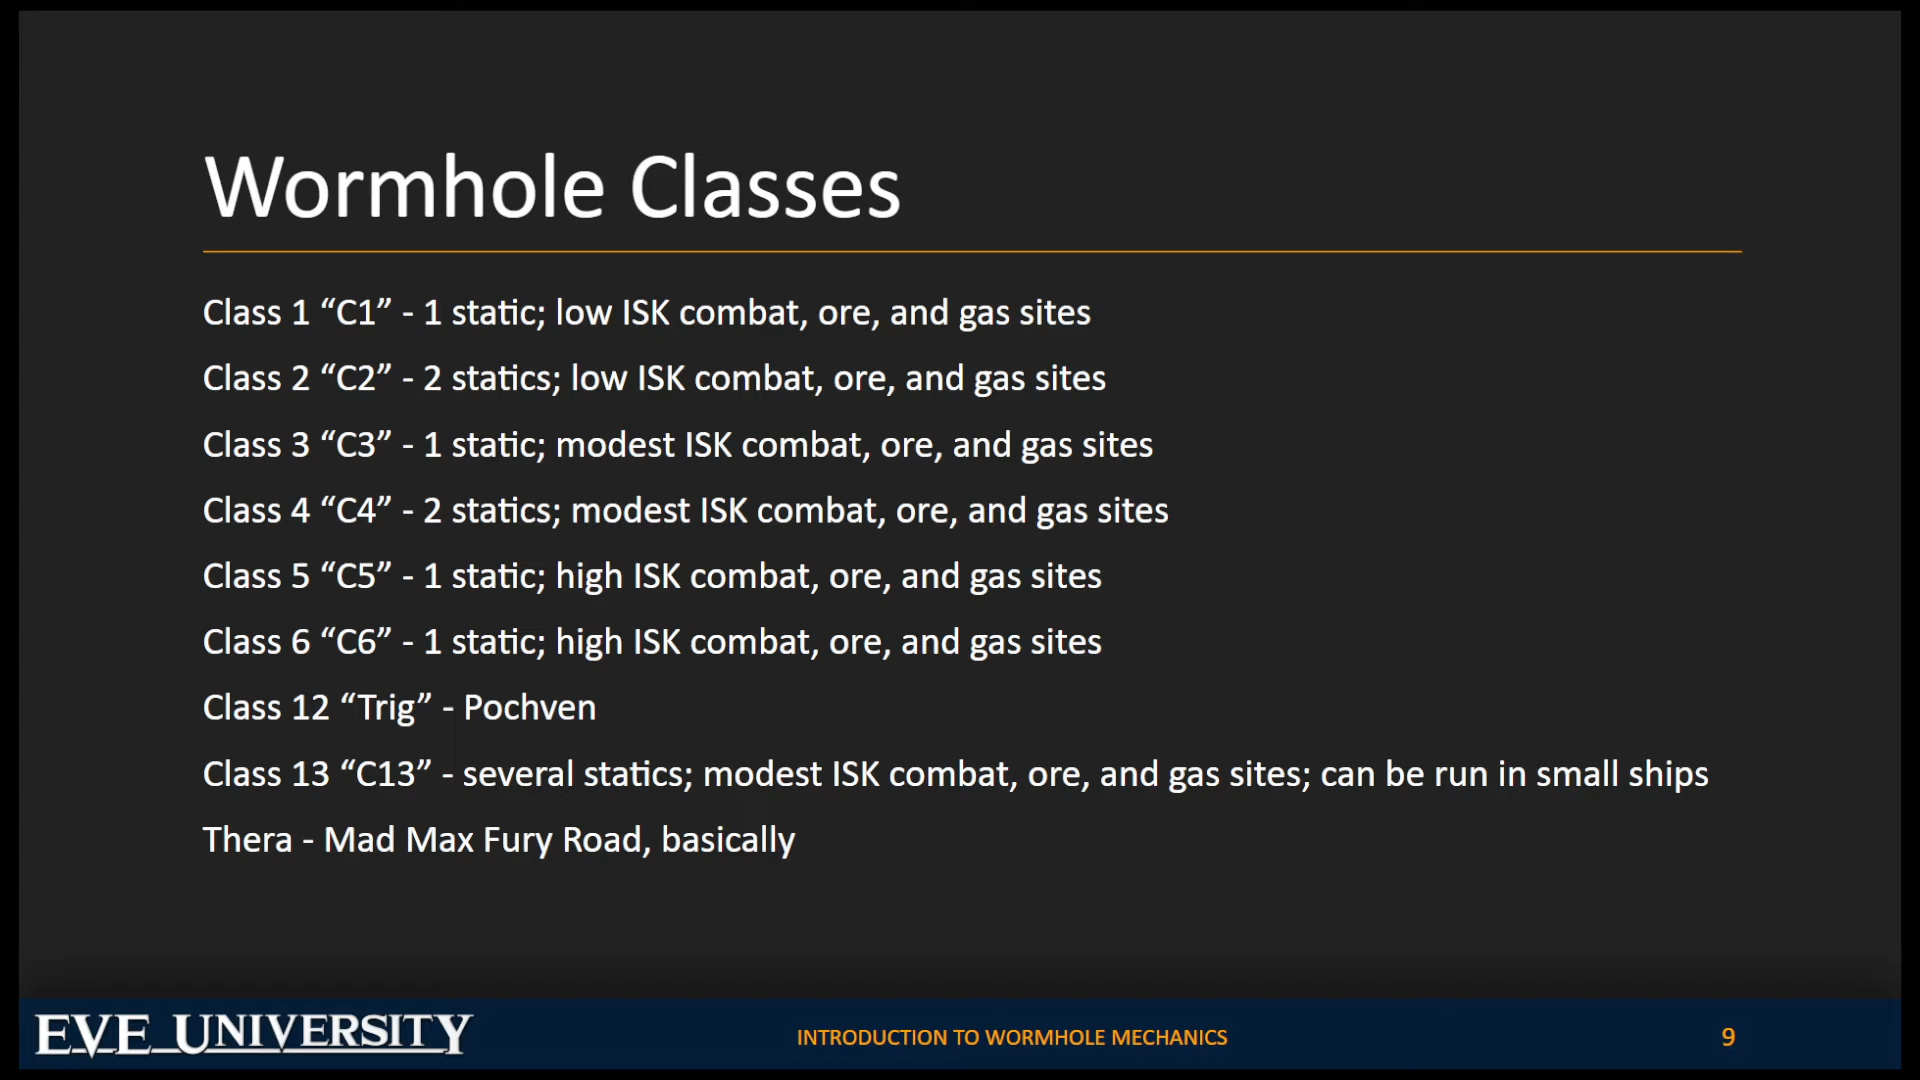 Wormhole Classes
Class 1 “C1” - 1 static; low ISK combat, ore, and gas sites
Class 2 “C2” - 2 statics; low ISK combat, ore, and gas sites
Class 3 “C3” - 1 static; modest ISK combat, ore, and gas sites
Class 4 “C4” - 2 statics; modest ISK combat, ore, and gas sites
Class 5 “C5” - 1 static; high ISK combat, ore, and gas sites
Class 6 “C6” - 1 static; high ISK combat, ore, and gas sites
Class 12 “Trig” - Pochven
Class 13 “C13” - several statics; modest ISK combat, ore, and gas sites; can be run in small ships
Thera - Mad Max Fury Road, basically
EVE UNIVERSITY
INTRODUCTION TO WORMHOLE MECHANICS
9